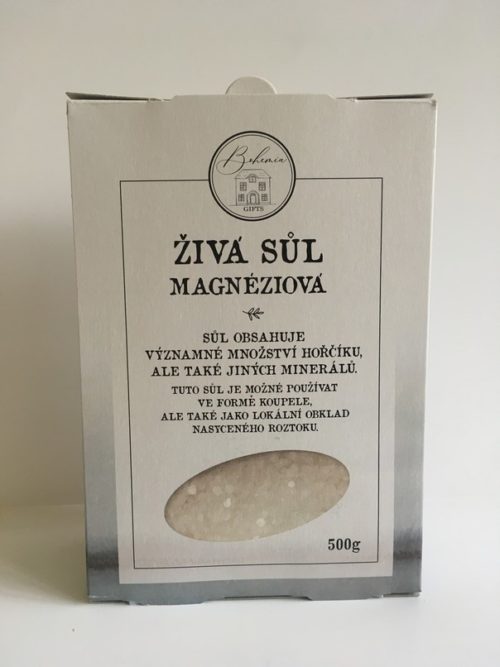 Bohemia
GIFTS
ŽIVÁ SŮL
MAGNÉZIOVÁ
SŮL OBSAHUJE
VÝZNAMNÉ MNOŽSTVÍ HOŘČÍKU,
ALE TAKÉ JINÝCH MINERÁLŮ.
TUTO SŮL JE MOŽNÉ POUŽÍVAT
VE FORMĚ KOUPELE,
ALE TAKÉ JAKO LOKÁLNÍ OBKLAD
NASYCENÉHO ROZTOKU.
500g